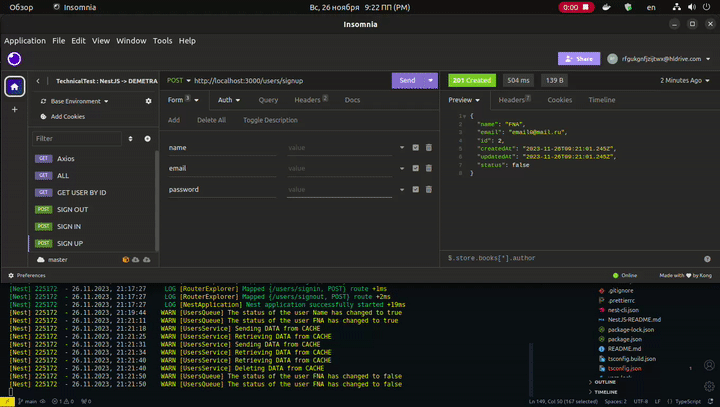 Обзор
Insomnia
Вс, 26 ноября 9:22 ПП (PM)
0:00
en
Insomnia
Application File Edit View Window Tools Help
Share
rfgukgnfjzijtwx@hldrive.com
TechnicalTest : NestJS -> DEMETRA
POST http://localhost:3000/users/signup
Send
201 Created 504 ms 139 B
2 Minutes Ago
Base Environment
Add Cookies
Form 3 Auth Query Headers 2 Docs
Preview Headers 7 Cookies Timeline
Add Delete All Toggle Description
Filter
GET Axios
GET ALL
GET GET USER BY ID
POST SIGN OUT
POST SIGN IN
POST SIGN UP
master
name value
email value
password value
1 {
2 "name": "FNA",
3 "email": "email@mail.ru",
4 "id": 2,
5 "createdAt": "2023-11-26T09:21:01.245Z",
6 "updatedAt": "2023-11-26T09:21:01.245Z",
7 "status": false
8 }
$.store.books[*].author
Preferences
Online
Made with ♥ by Kong
[Nest] 225172 - 26.11.2023, 21:17:27 LOG [RouterExplorer] Mapped {/users/signin, POST} route +1ms
[Nest] 225172 - 26.11.2023, 21:17:27 LOG [RouterExplorer] Mapped {/users/signout, POST} route +2ms
[Nest] 225172 - 26.11.2023, 21:17:27 LOG [NestApplication] Nest application successfully started +19ms
[Nest] 225172 - 26.11.2023, 21:19:44 WARN [UsersQueue] The status of the user Name has changed to true
[Nest] 225172 - 26.11.2023, 21:21:11 WARN [UsersQueue] The status of the user FNA has changed to true
[Nest] 225172 - 26.11.2023, 21:21:18 WARN [UsersService] Sending DATA from CACHE
[Nest] 225172 - 26.11.2023, 21:21:25 WARN [UsersService] Retrieving DATA from CACHE
[Nest] 225172 - 26.11.2023, 21:21:31 WARN [UsersService] Sending DATA from CACHE
[Nest] 225172 - 26.11.2023, 21:21:34 WARN [UsersService] Retrieving DATA from CACHE
[Nest] 225172 - 26.11.2023, 21:21:40 WARN [UsersService] Retrieving DATA from CACHE
[Nest] 225172 - 26.11.2023, 21:21:40 WARN [UsersService] Deleting DATA from CACHE
[Nest] 225172 - 26.11.2023, 21:21:50 WARN [UsersQueue] The status of the user FNA has changed to false
[Nest] 225172 - 26.11.2023, 21:21:50 WARN [UsersQueue] The status of the user FNA has changed to false
.gitignore
.prettierrc
nest-cli.json
NestJS-README.md
package-lock.json
package.json
README.md
tsconfig.build.json
tsconfig.json 1
OUTLINE
TIMELINE
main 1 0 0
Ln 149, Col 50 (167 selected) Spaces: 2 UTF-8 LF {} TypeScript